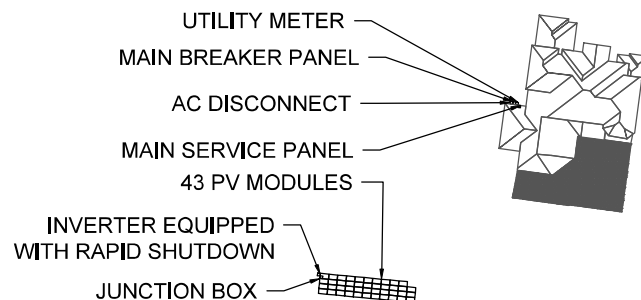 UTILITY METER
MAIN BREAKER PANEL
AC DISCONNECT
MAIN SERVICE PANEL
43 PV MODULES
INVERTER EQUIPPED
WITH RAPID SHUTDOWN
JUNCTION BOX